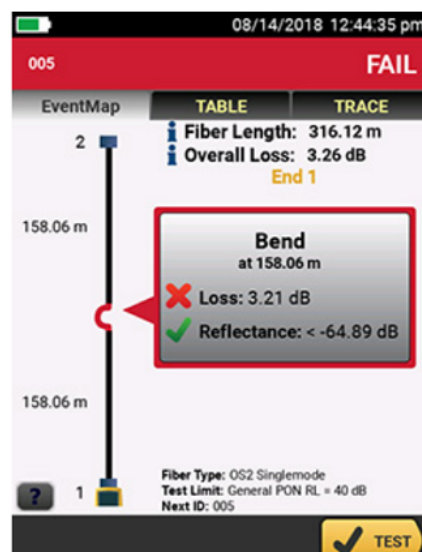 08/14/2018 12:44:35 pm
005 FAIL
EventMap TABLE TRACE
2
Fiber Length: 316.12 m
Overall Loss: 3.26 dB
End 1
158.06 m
Bend
at 158.06 m
Loss: 3.21 dB
Reflectance: < -64.89 dB
158.06 m
Fiber Type: OS2 Singlemode
Test Limit: General PON RL = 40 dB
Next ID: 005
? 1
TEST